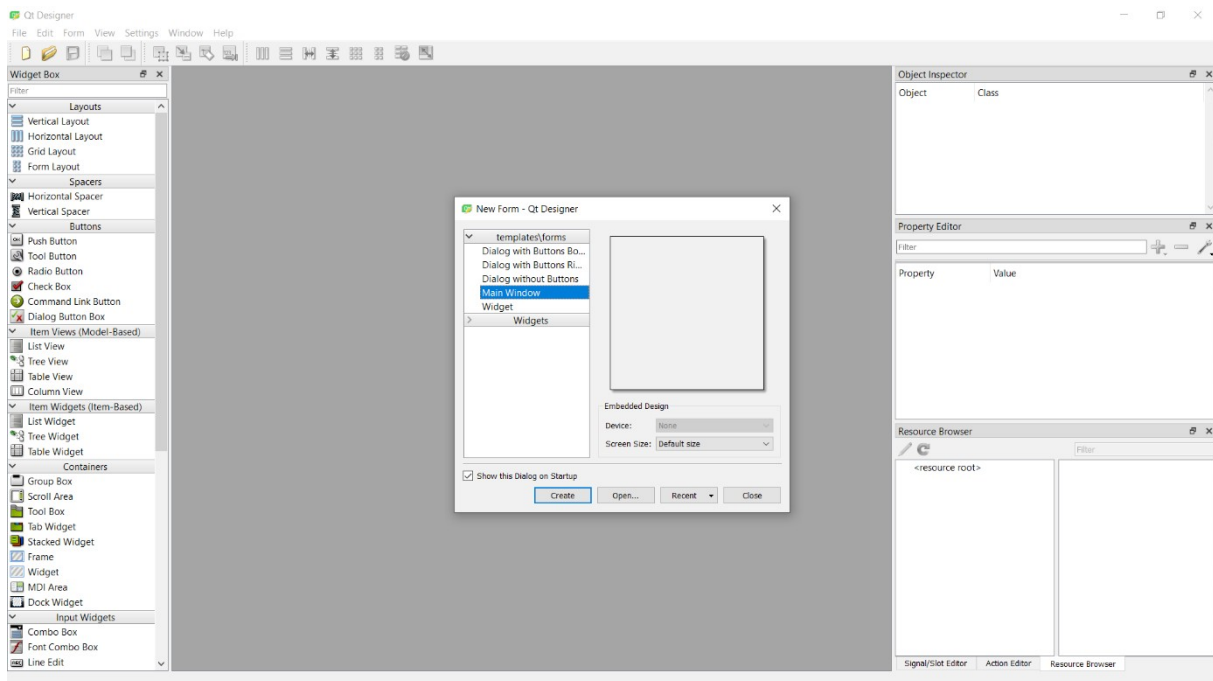 Qt Designer
File Edit Form View Settings Window Help
Widget Box
Filter
Layouts
Vertical Layout
Horizontal Layout
Grid Layout
Form Layout
Spacers
Horizontal Spacer
Vertical Spacer
Buttons
Push Button
Tool Button
Radio Button
Check Box
Command Link Button
Dialog Button Box
Item Views (Model-Based)
List View
Tree View
Table View
Column View
Item Widgets (Item-Based)
List Widget
Tree Widget
Table Widget
Containers
Group Box
Scroll Area
Tool Box
Tab Widget
Stacked Widget
Frame
Widget
MDI Area
Dock Widget
Input Widgets
Combo Box
Font Combo Box
Line Edit
New Form - Qt Designer
templates\forms
Dialog with Buttons Bo...
Dialog with Buttons Ri...
Dialog without Buttons
Main Window
Widget
Widgets
Embedded Design
Device: None
Screen Size: Default size
Show this Dialog on Startup
Create Open... Recent Close
Object Inspector
Object Class
Property Editor
Filter
Property Value
Resource Browser
Filter
<resource root>
Signal/Slot Editor Action Editor Resource Browser